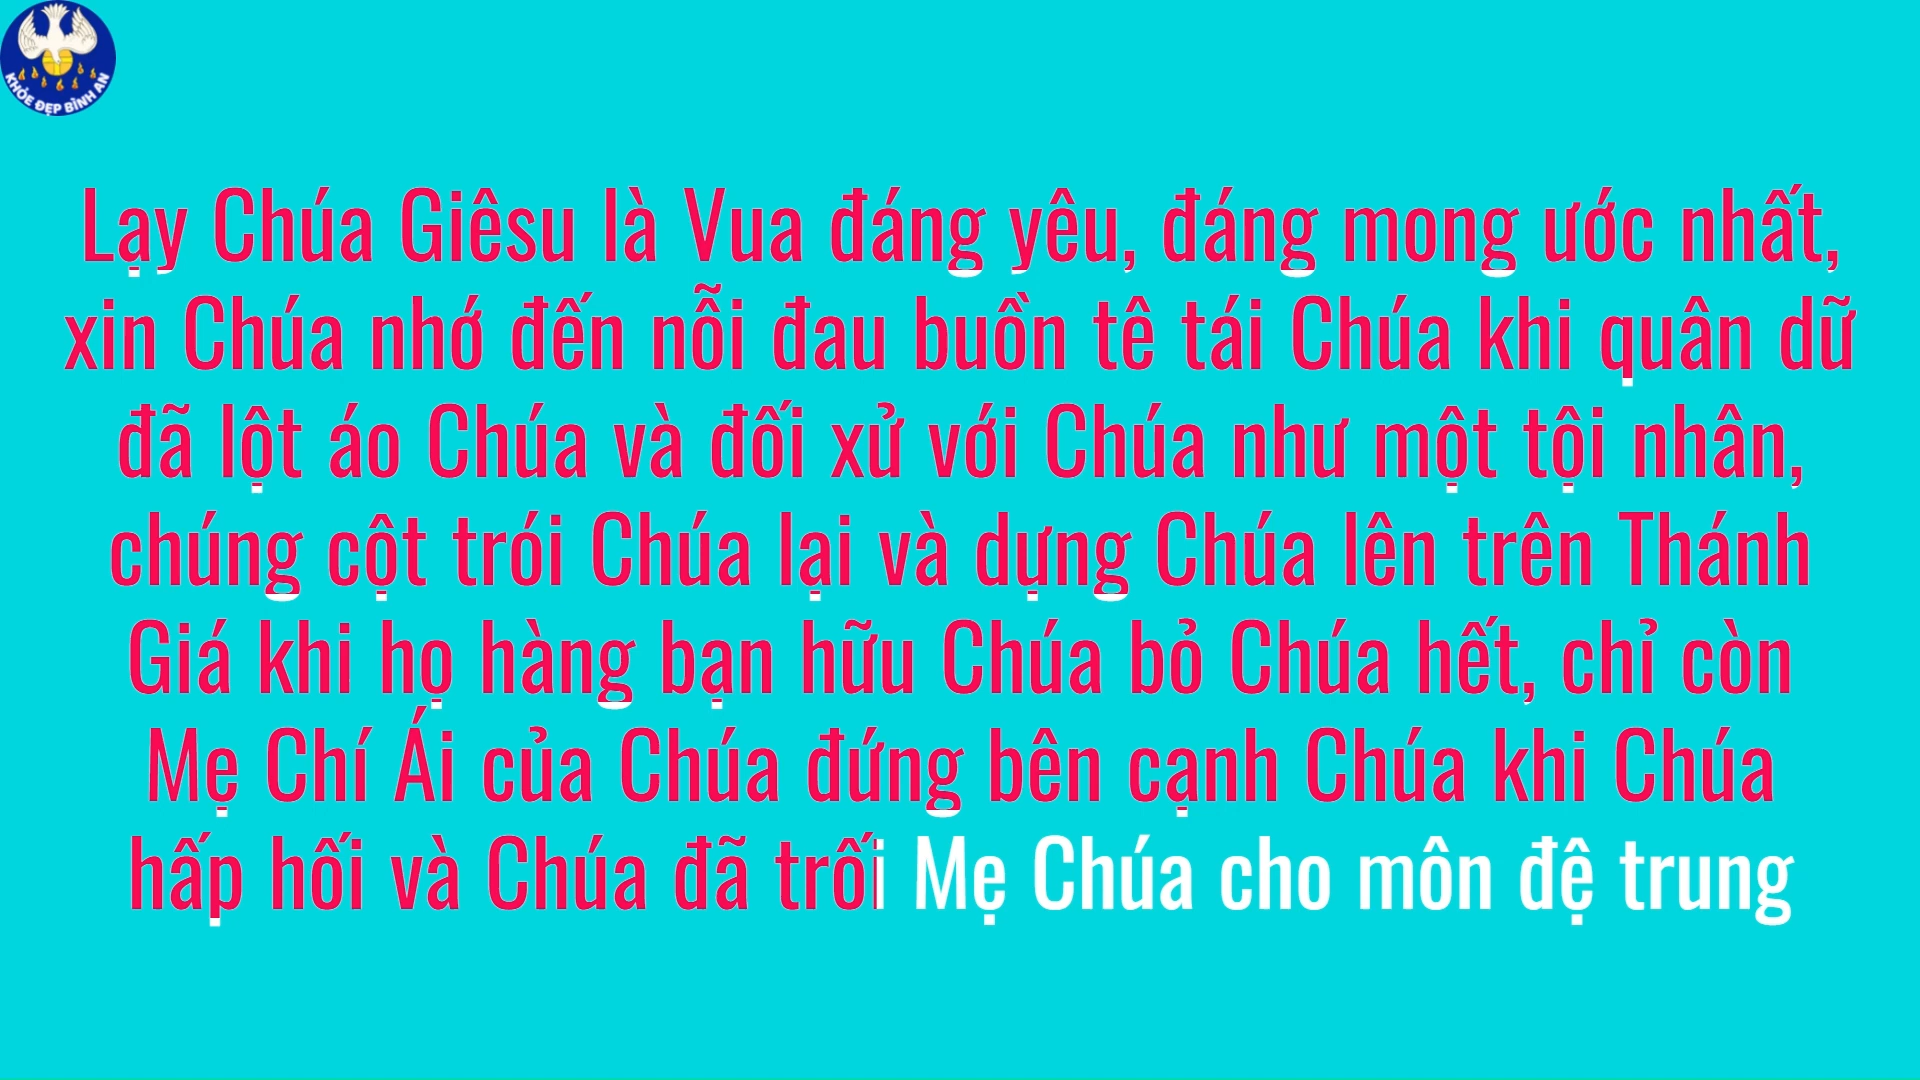 KHỎE ĐẸP BÌNH AN
Lạy Chúa Giêsu là Vua đáng yêu, đáng mong ước nhất,
xin Chúa nhớ đến nỗi đau buồn tê tái Chúa khi quân dữ
đã lột áo Chúa và đối xử với Chúa như một tội nhân,
chúng cột trói Chúa lại và dựng Chúa lên trên Thánh
Giá khi họ hàng bạn hữu Chúa bỏ Chúa hết, chỉ còn
Mẹ Chí Ái của Chúa đứng bên cạnh Chúa khi Chúa
hấp hối và Chúa đã trối Mẹ Chúa cho môn đệ trung